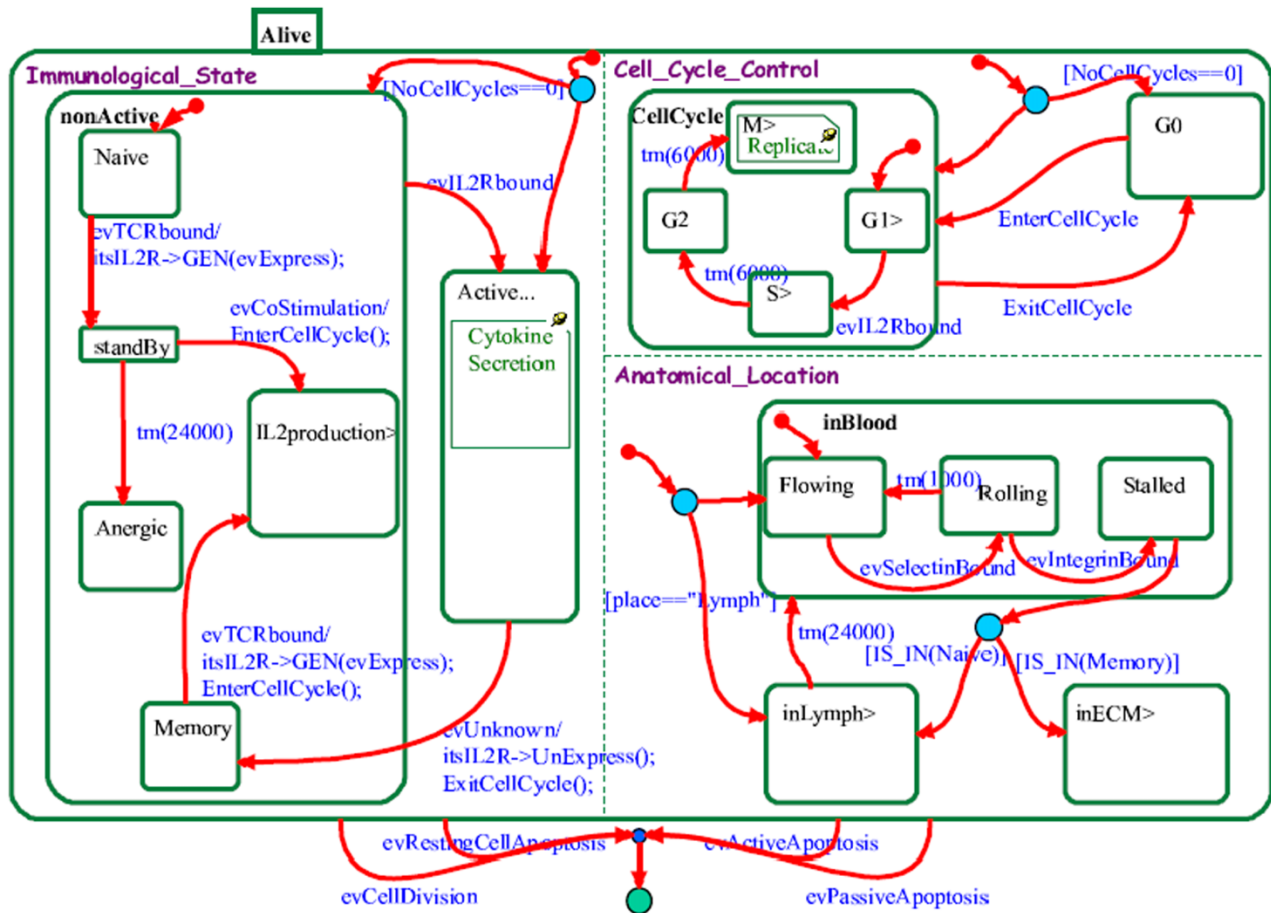 Alive
Immunological_State
[NoCellCycles==0]
nonActive
Naive
evTCRbound/
itsIL2R->GEN(evExpress);
evIL2Rbound
evCoStimulation/
EnterCellCycle();
standBy
tm(24000)
IL2production>
Anergic
Active...
Cytokine
Secretion
evTCRbound/
itsIL2R->GEN(evExpress);
EnterCellCycle();
Memory
evUnknown/
itsIL2R->UnExpress();
ExitCellCycle();
Cell_Cycle_Control
[NoCellCycles==0]
CellCycle
M>
Replicate
tm(6000)
G0
G2
G1>
EnterCellCycle
tm(6000)
S>
evIL2Rbound
ExitCellCycle
Anatomical_Location
inBlood
Flowing
tm(1000)
Rolling
Stalled
evSelectinBound
evIntegrinBound
[place=="Lymph"]
tm(24000)
[IS_IN(Naive)]
[IS_IN(Memory)]
inLymph>
inECM>
evRestingCellApoptosis
evActiveApoptosis
evCellDivision
evPassiveApoptosis